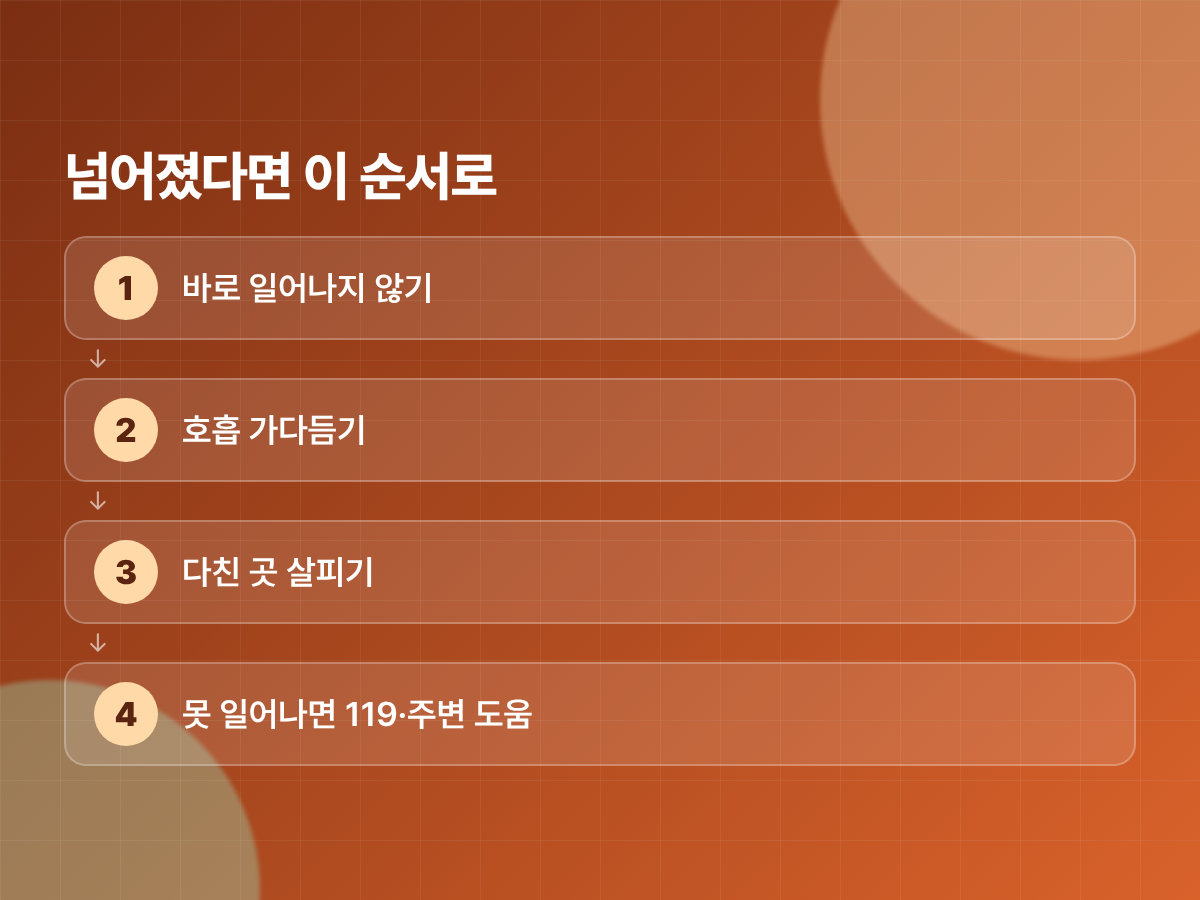 넘어졌다면 이 순서로
1 바로 일어나지 않기
↓
2 호흡 가다듬기
↓
3 다친 곳 살피기
↓
4 못 일어나면 119·주변 도움